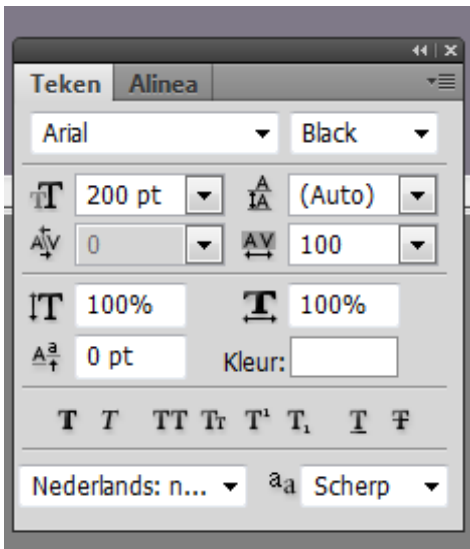 Teken Alinea
Arial Black
200 pt (Auto)
0 100
100% 100%
0 pt Kleur:
T T TT Tr T¹ T₁ T T
Nederlands: n... aa Scherp